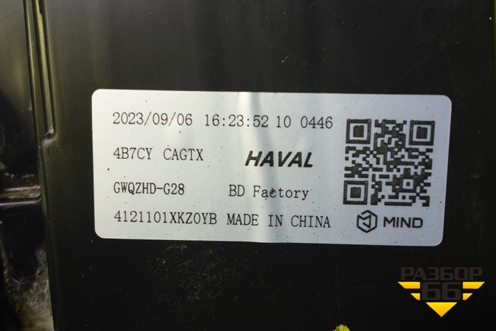 2023/09/06 16:23:52 10 0446
4B7CY CAGTX HAVAL
GWQZHD-G28 BD Factory
4121101XKZ0YB MADE IN CHINA MIND
РАЗБОР
66